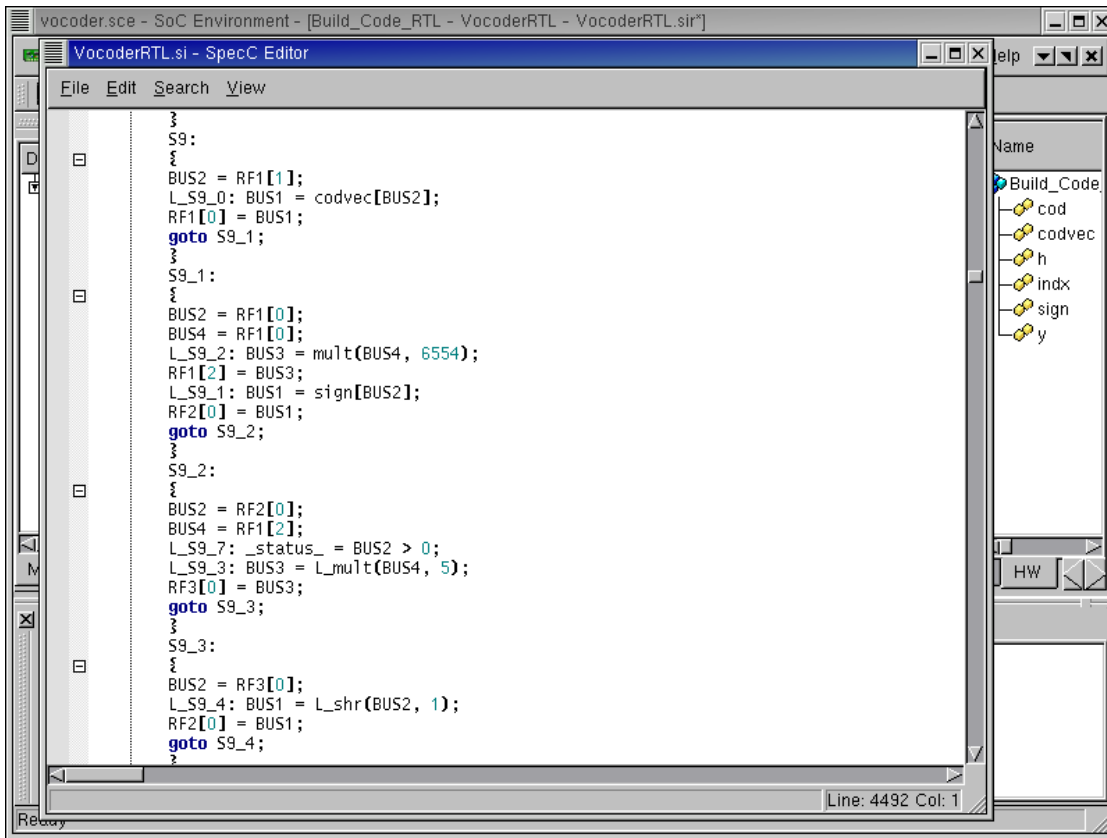 vocoder.sce - SoC Environment - [Build_Code_RTL - VocoderRTL - VocoderRTL.sir*]
VocoderRTL.si - SpecC Editor
Help
File Edit Search View
}
S9:
{
BUS2 = RF1[1];
L_S9_0: BUS1 = codvec[BUS2];
RF1[0] = BUS1;
goto S9_1;
}
S9_1:
{
BUS2 = RF1[0];
BUS4 = RF1[0];
L_S9_2: BUS3 = mult(BUS4, 6554);
RF1[2] = BUS3;
L_S9_1: BUS1 = sign[BUS2];
RF2[0] = BUS1;
goto S9_2;
}
S9_2:
{
BUS2 = RF2[0];
BUS4 = RF1[2];
L_S9_7: _status_ = BUS2 > 0;
L_S9_3: BUS3 = L_mult(BUS4, 5);
RF3[0] = BUS3;
goto S9_3;
}
S9_3:
{
BUS2 = RF3[0];
L_S9_4: BUS1 = L_shr(BUS2, 1);
RF2[0] = BUS1;
goto S9_4;
}
Line: 4492 Col: 1
Name
Build_Code
cod
codvec
h
indx
sign
y
D
M
HW
Ready